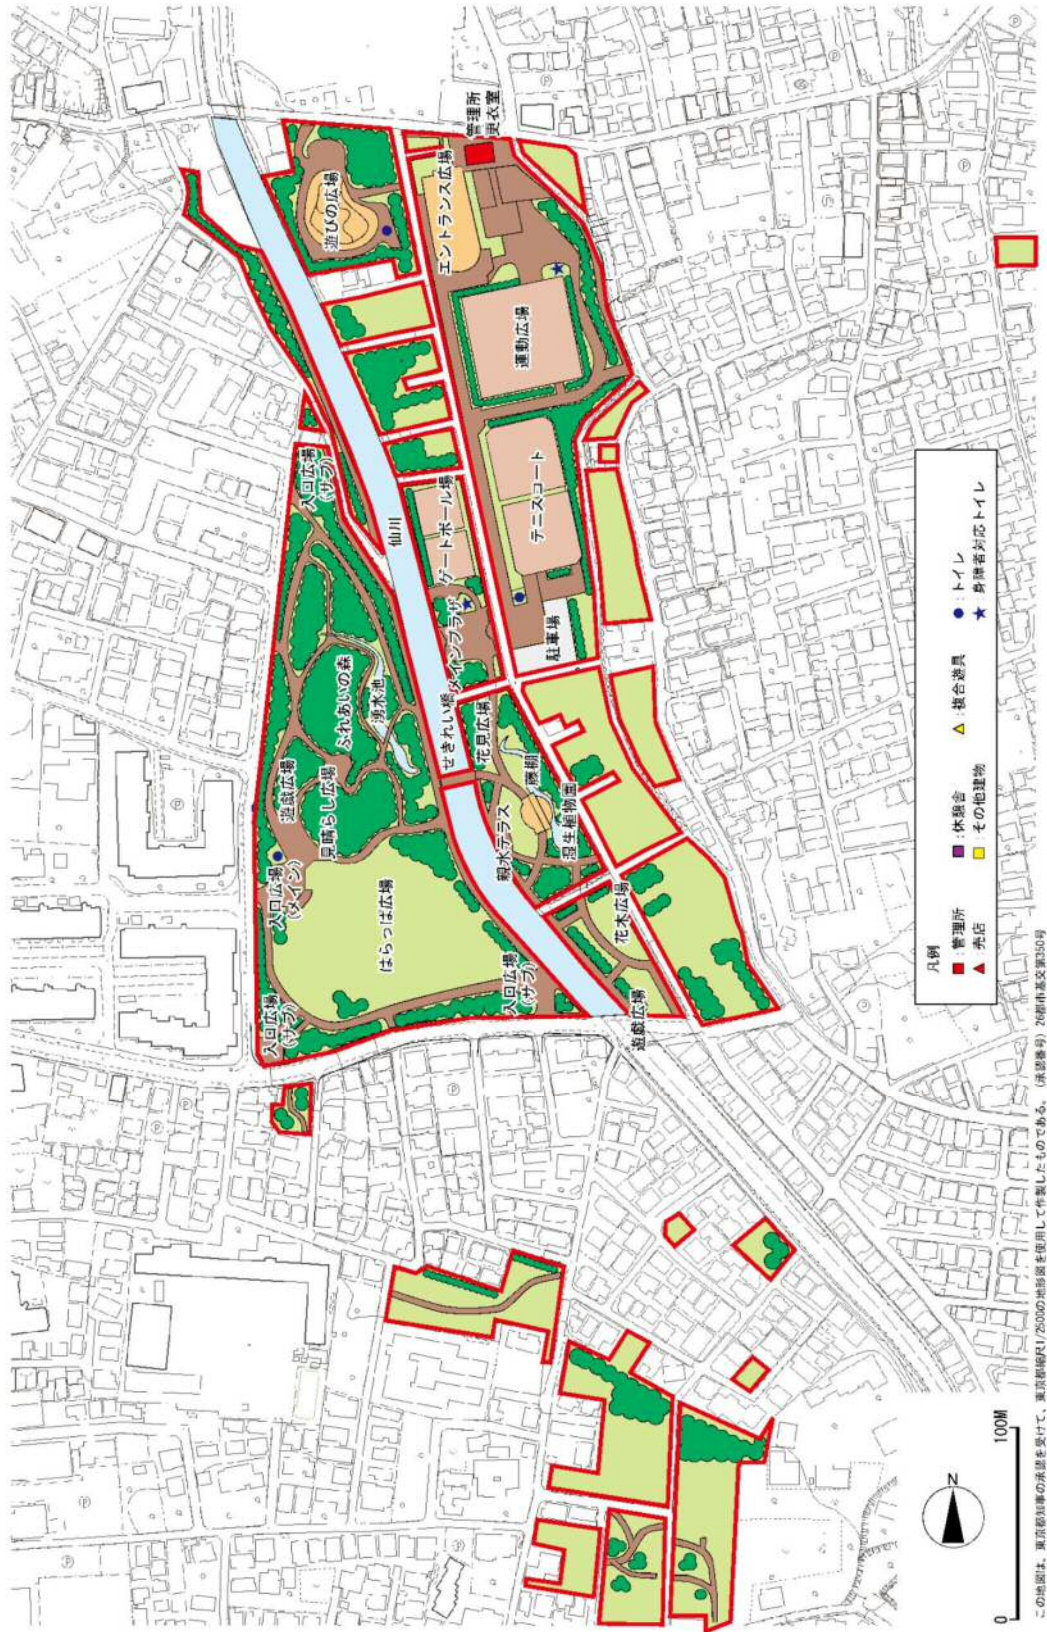 管理所
更衣室
遊びの広場
エントランス広場
運動広場
入口広場
(サブ)
仙川
ゲートボール場
テニスコート
メインプラザ
駐車場
ふれあいの森
湧水池
せきれい橋
花見広場
遊戯広場
見晴らし広場
藤棚
親水テラス
湿生植物園
入口広場
(メイン)
はらっぱ広場
花木広場
入口広場
(サブ)
入口広場
(サブ)
遊戯広場
凡例
:管理所
:休憩舎
:複合遊具
:トイレ
:売店
:その他建物
:身障者対応トイレ
N
0 100M
この地図は、東京都知事の承認を受けて、東京都縮尺1/2500の地形図を使用して作製したものである。(承認番号) 26都市基交第350号